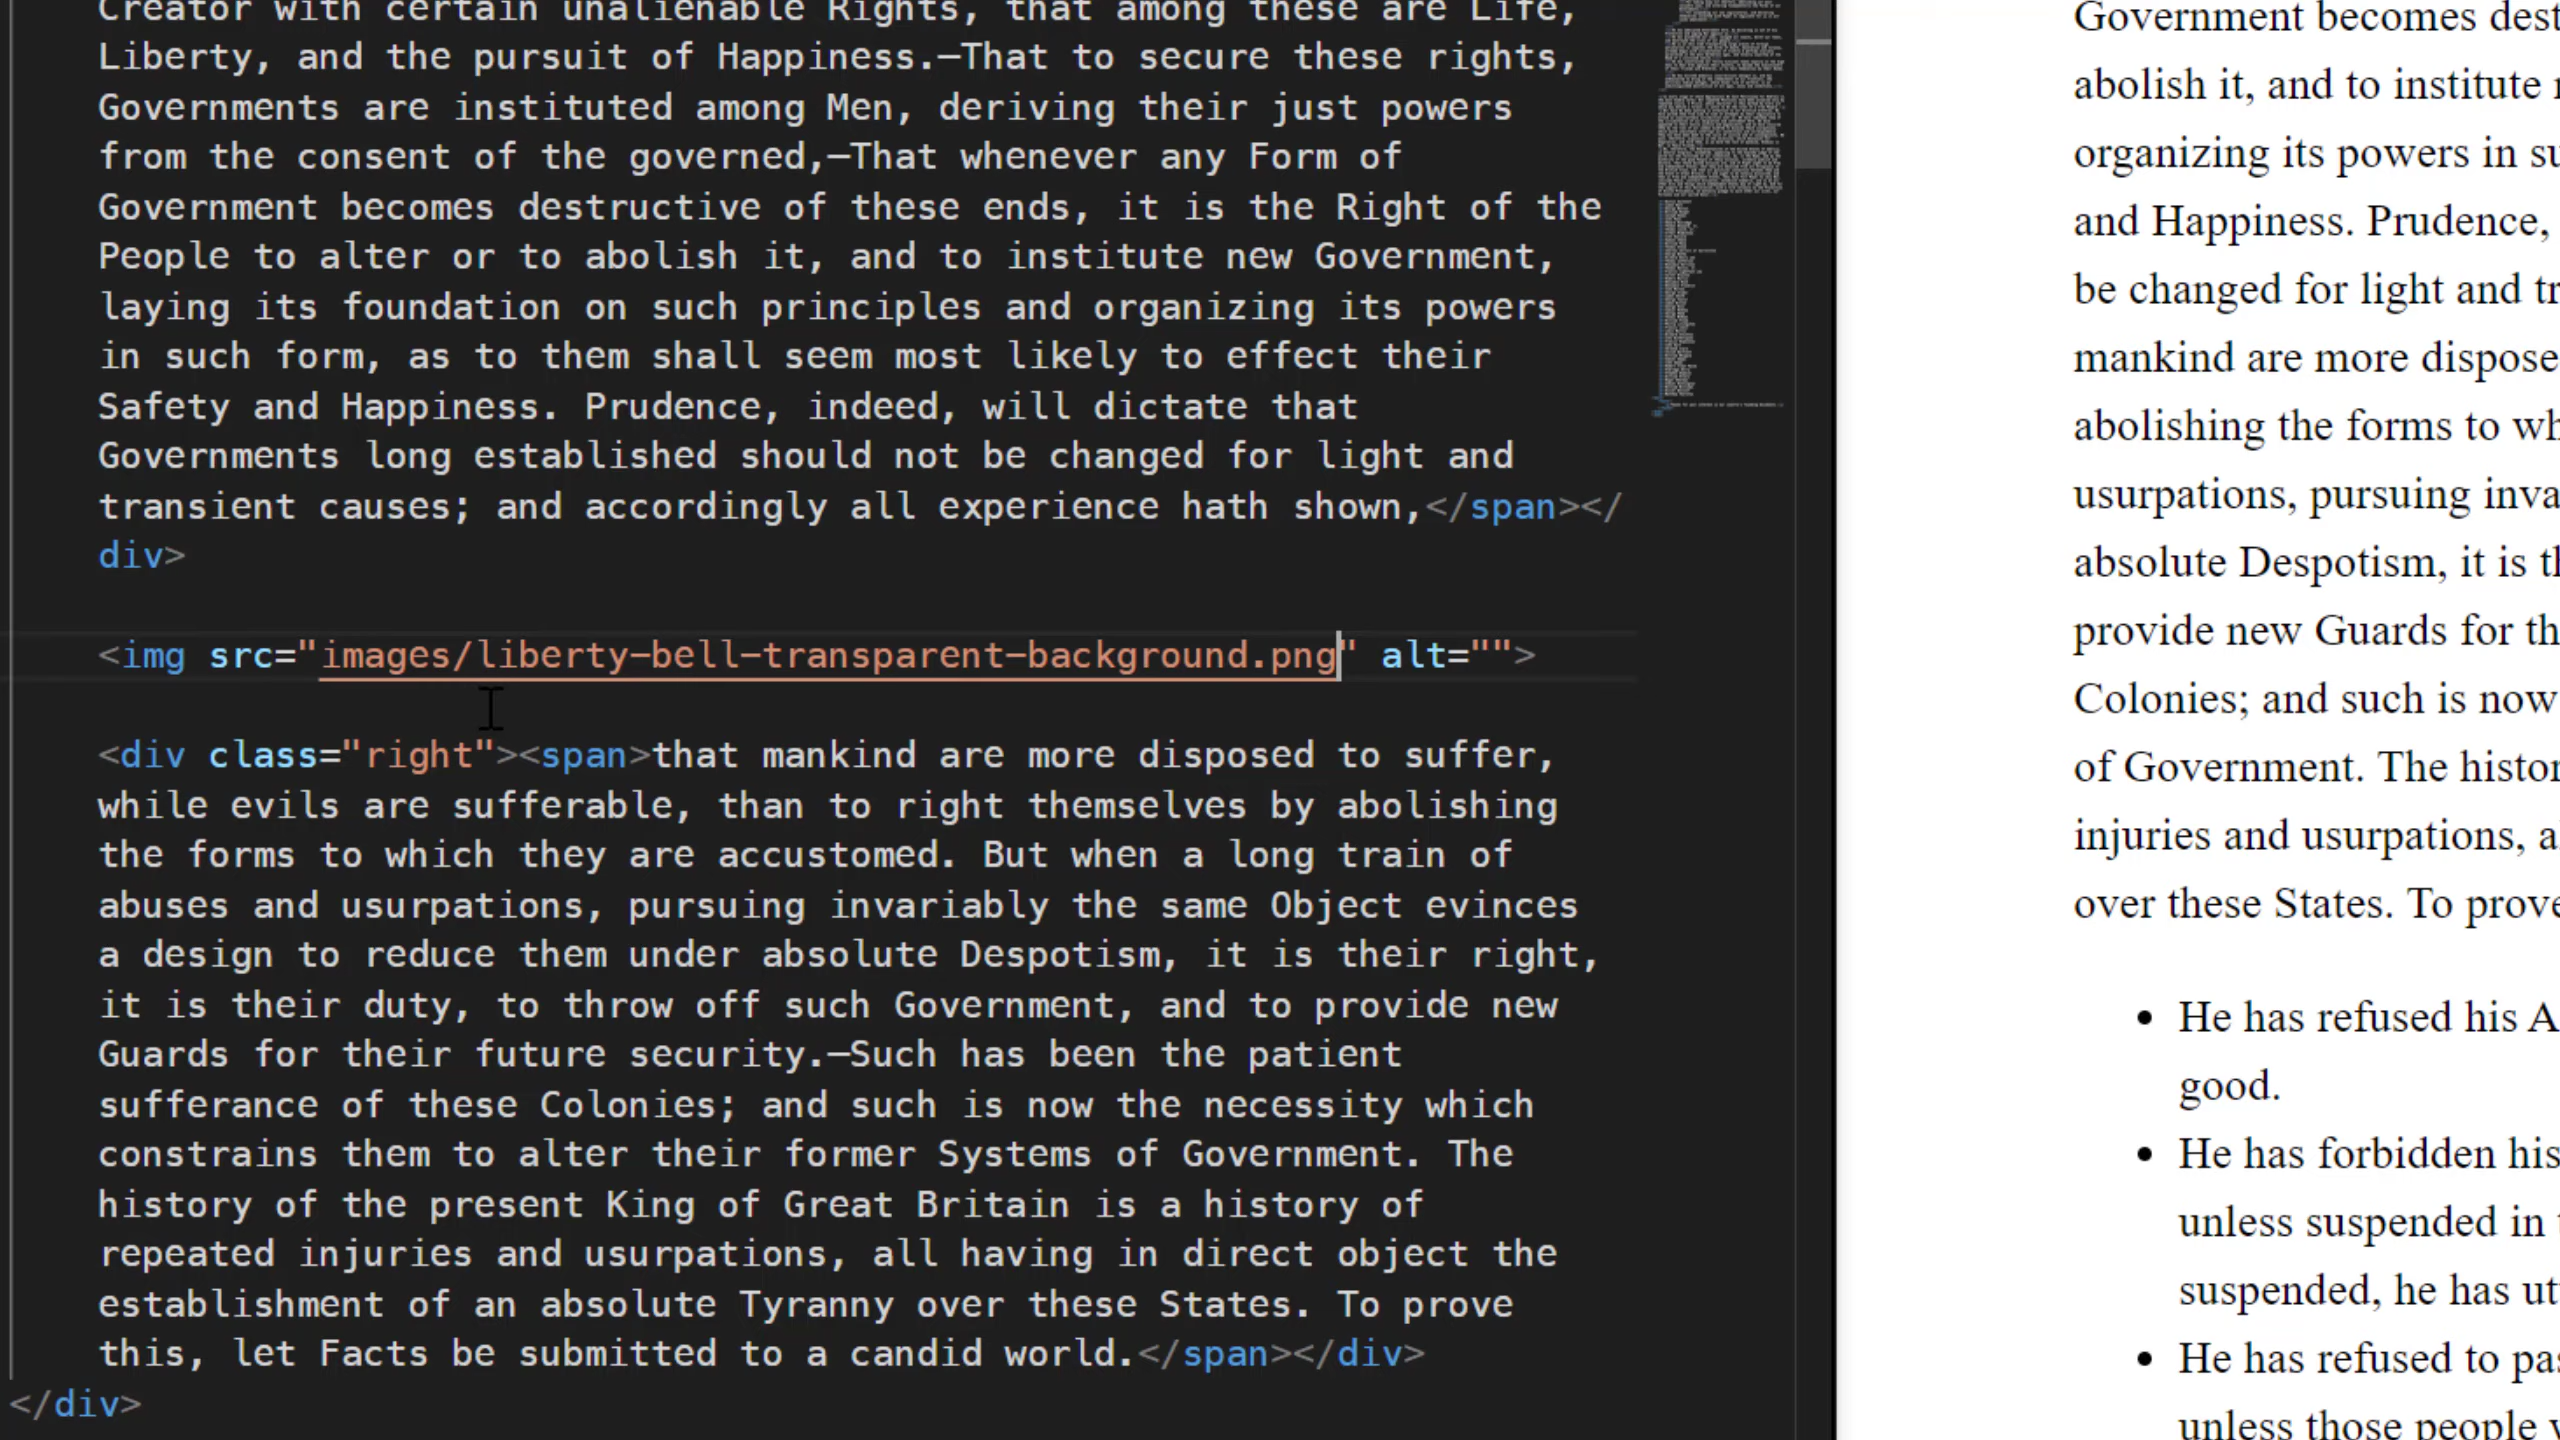 Creator with certain unalienable Rights, that among these are Life,
Liberty, and the pursuit of Happiness.—That to secure these rights,
Governments are instituted among Men, deriving their just powers
from the consent of the governed,—That whenever any Form of
Government becomes destructive of these ends, it is the Right of the
People to alter or to abolish it, and to institute new Government,
laying its foundation on such principles and organizing its powers
in such form, as to them shall seem most likely to effect their
Safety and Happiness. Prudence, indeed, will dictate that
Governments long established should not be changed for light and
transient causes; and accordingly all experience hath shown,</span></
div>
<img src="images/liberty-bell-transparent-background.png" alt="">
<div class="right"><span>that mankind are more disposed to suffer,
while evils are sufferable, than to right themselves by abolishing
the forms to which they are accustomed. But when a long train of
abuses and usurpations, pursuing invariably the same Object evinces
a design to reduce them under absolute Despotism, it is their right,
it is their duty, to throw off such Government, and to provide new
Guards for their future security.—Such has been the patient
sufferance of these Colonies; and such is now the necessity which
constrains them to alter their former Systems of Government. The
history of the present King of Great Britain is a history of
repeated injuries and usurpations, all having in direct object the
establishment of an absolute Tyranny over these States. To prove
this, let Facts be submitted to a candid world.</span></div>
</div>
Government becomes dest
abolish it, and to institute
organizing its powers in su
and Happiness. Prudence,
be changed for light and tr
mankind are more dispose
abolishing the forms to wh
usurpations, pursuing inva
absolute Despotism, it is th
provide new Guards for th
Colonies; and such is now
of Government. The histor
injuries and usurpations, a
over these States. To prove
• He has refused his A
good.
• He has forbidden his
unless suspended in
suspended, he has ut
• He has refused to pas
unless those people